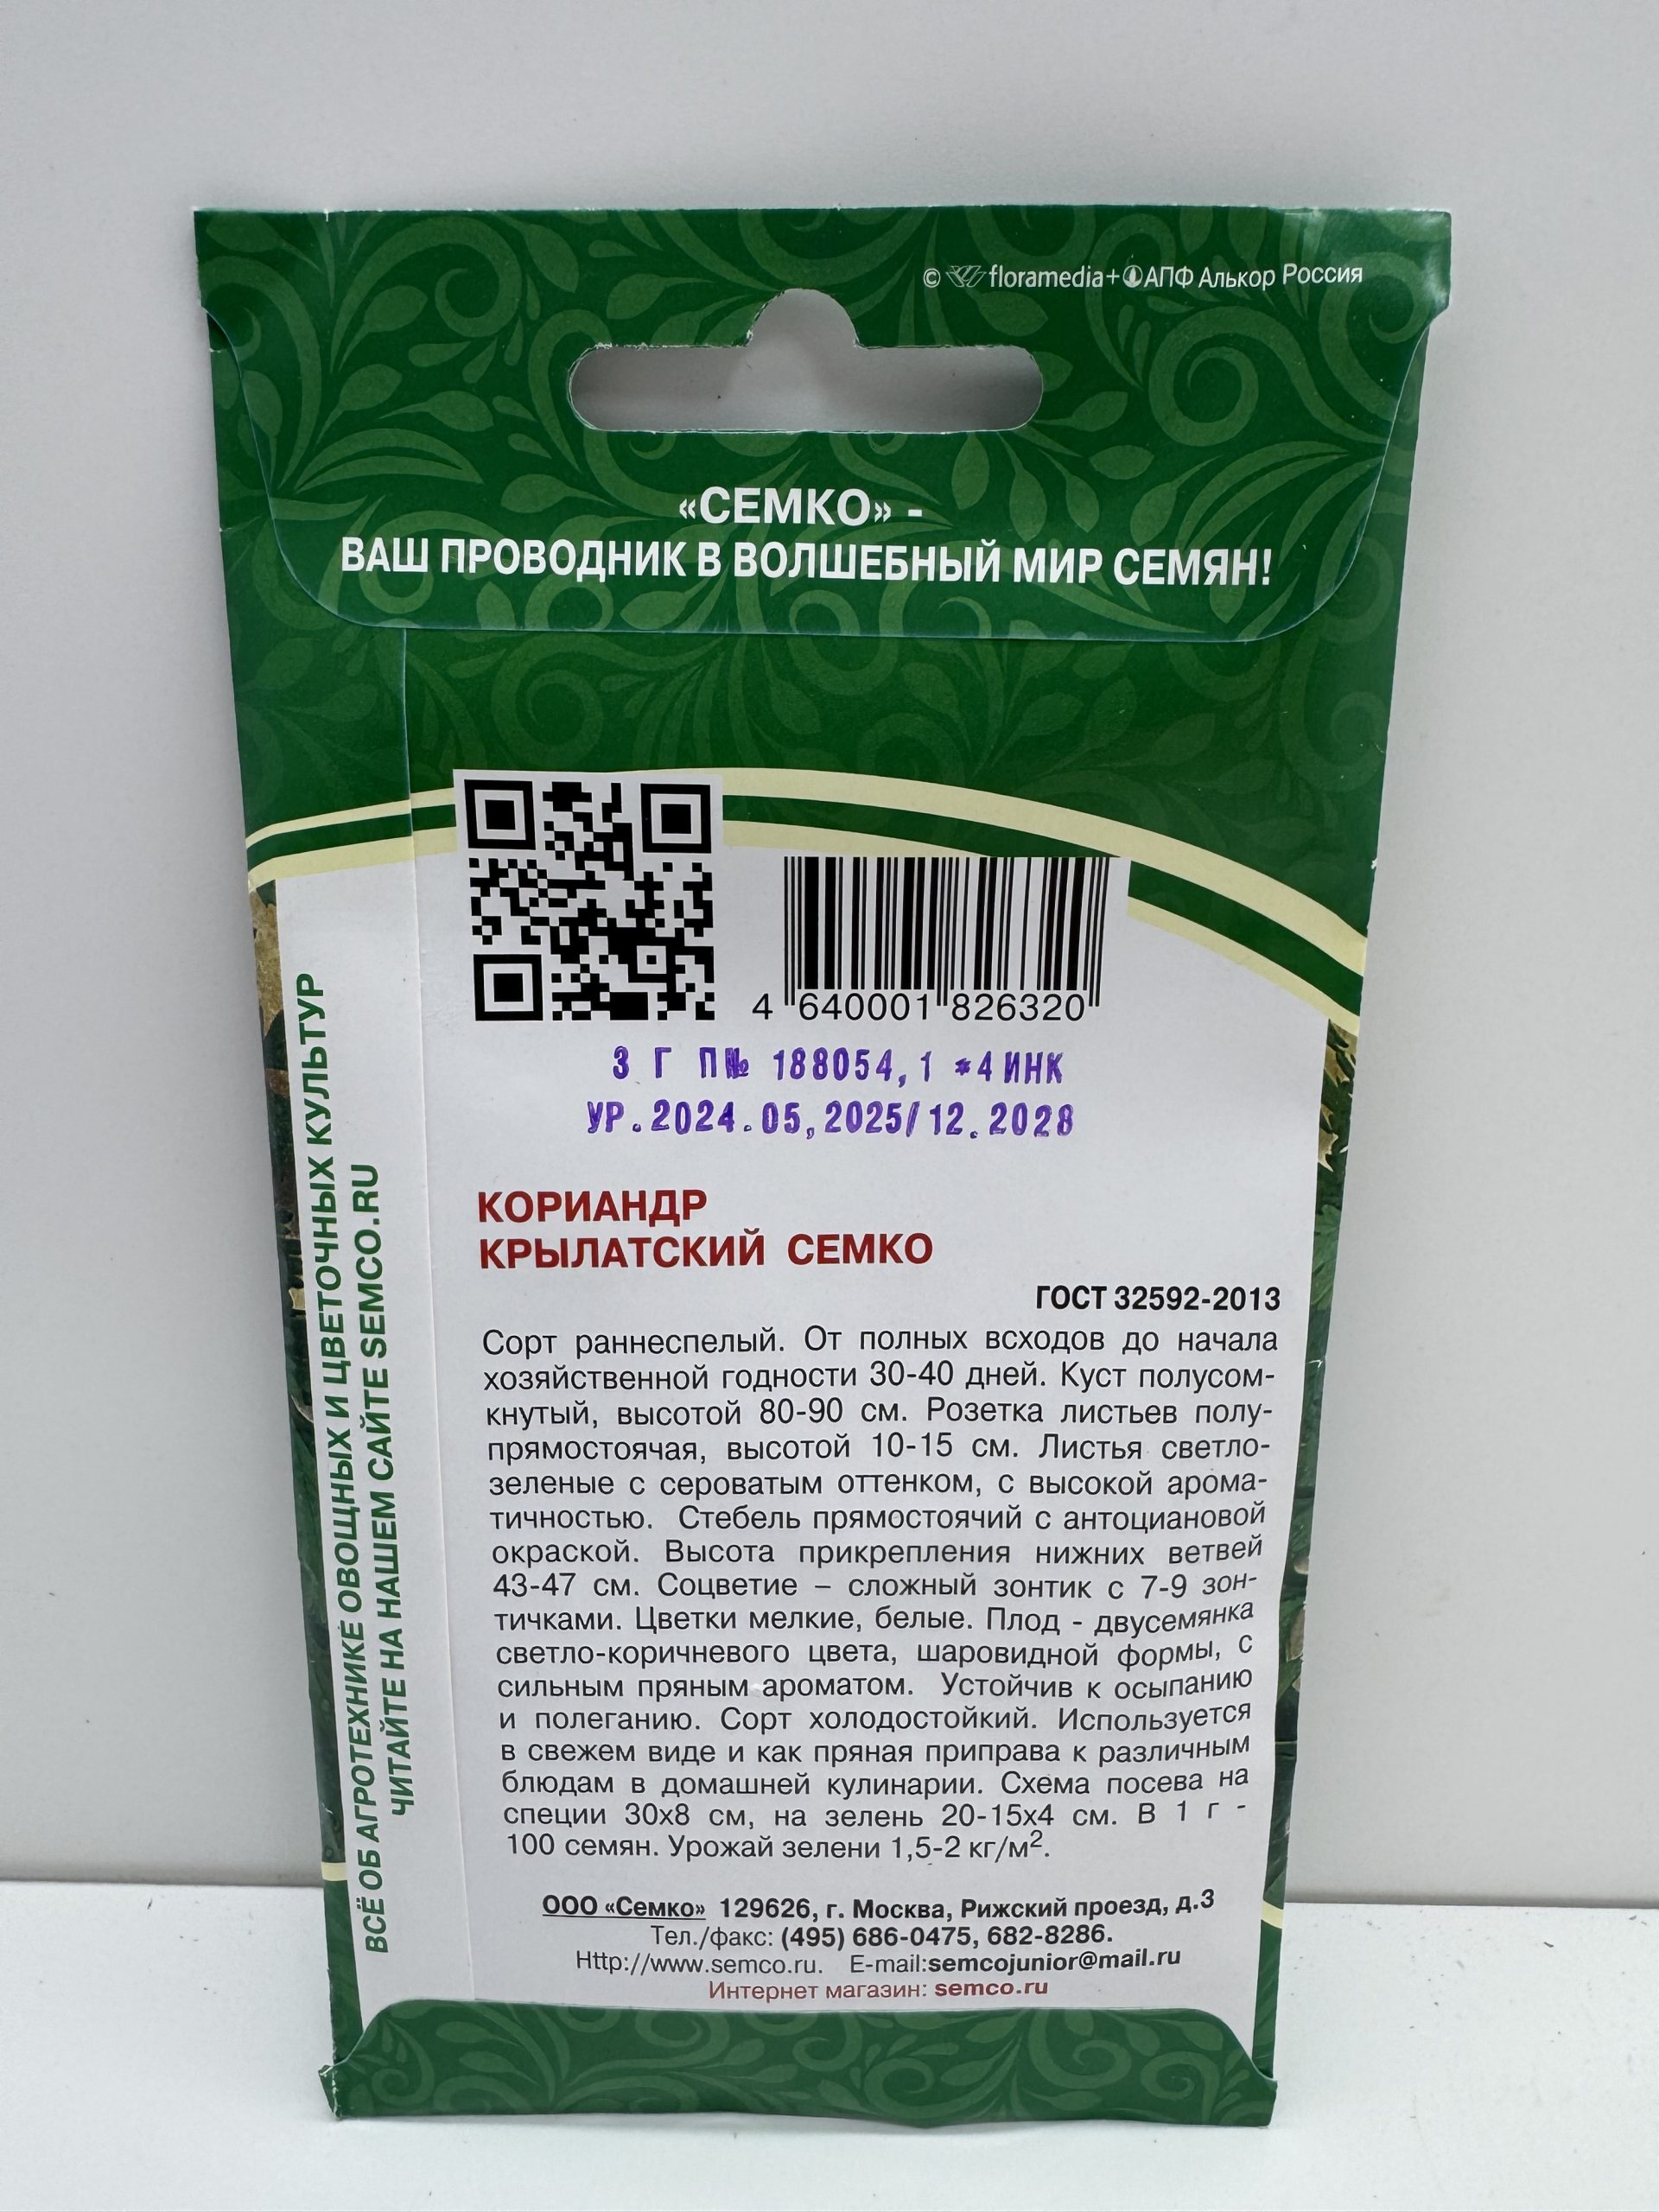 © floramedia+ АПФ Алькор Россия
«СЕМКО» -
ВАШ ПРОВОДНИК В ВОЛШЕБНЫЙ МИР СЕМЯН!
4 640001 826320
3 Г П№ 188054,1 *4ИНК
УР.2024.05,2025/12.2028
КОРИАНДР
КРЫЛАТСКИЙ СЕМКО
ГОСТ 32592-2013
Сорт раннеспелый. От полных всходов до начала
хозяйственной годности 30-40 дней. Куст полусом-
кнутый, высотой 80-90 см. Розетка листьев полу-
прямостоячая, высотой 10-15 см. Листья светло-
зеленые с сероватым оттенком, с высокой арома-
тичностью. Стебель прямостоячий с антоциановой
окраской. Высота прикрепления нижних ветвей
43-47 см. Соцветие – сложный зонтик с 7-9 зон-
тичками. Цветки мелкие, белые. Плод - двусемянка
светло-коричневого цвета, шаровидной формы, с
сильным пряным ароматом. Устойчив к осыпанию
и полеганию. Сорт холодостойкий. Используется
в свежем виде и как пряная приправа к различным
блюдам в домашней кулинарии. Схема посева на
специи 30х8 см, на зелень 20-15х4 см. В 1 г -
100 семян. Урожай зелени 1,5-2 кг/м².
ООО «Семко» 129626, г. Москва, Рижский проезд, д.3
Тел./факс: (495) 686-0475, 682-8286.
Http://www.semco.ru. E-mail:semcojunior@mail.ru
Интернет магазин: semco.ru
ВСЁ ОБ АГРОТЕХНИКЕ ОВОЩНЫХ И ЦВЕТОЧНЫХ КУЛЬТУР
ЧИТАЙТЕ НА НАШЕМ САЙТЕ SEMCO.RU